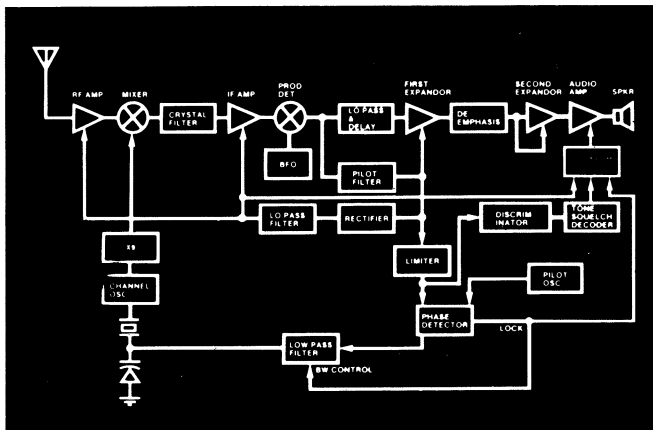 RF AMP
MIXER
CRYSTAL
FILTER
IF AMP
PROD
DET
BFO
LO PASS
&
DELAY
PILOT
FILTER
FIRST
EXPANDOR
DE
EMPHASIS
SECOND
EXPANDOR
AUDIO
AMP
SPKR
LO PASS
FILTER
RECTIFIER
DISCRIM
INATOR
TONE
SQUELCH
DECODER
X9
CHANNEL
OSC
LIMITER
PILOT
OSC
PHASE
DETECTOR
LOCK
LOW PASS
FILTER
BW CONTROL